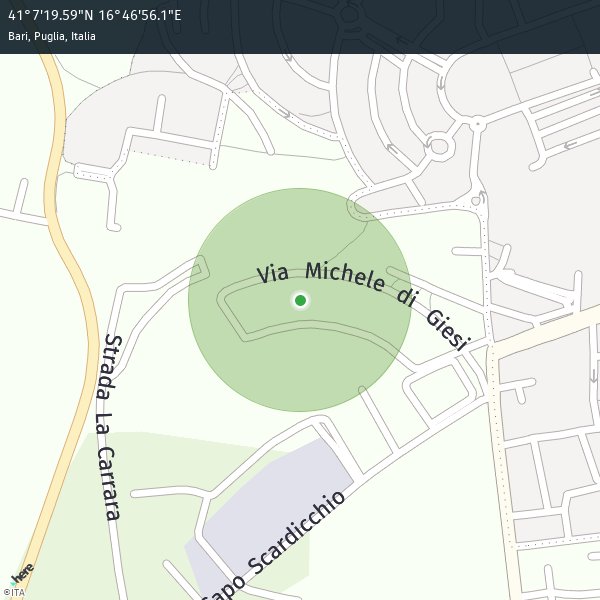 41°7'19.59"N 16°46'56.1"E
Bari, Puglia, Italia
Via Michele di Giesi
Strada La Carrara
Capo Scardicchio
here
©ITA